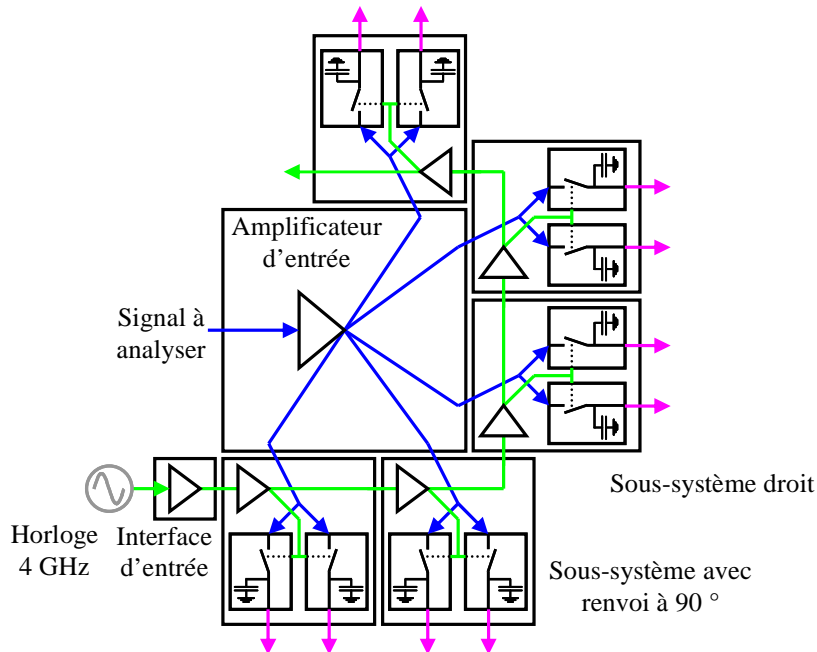 Amplificateur
d’entrée
Signal à
analyser
Sous-système droit
Horloge
4 GHz
Interface
d’entrée
Sous-système avec
renvoi à 90 °